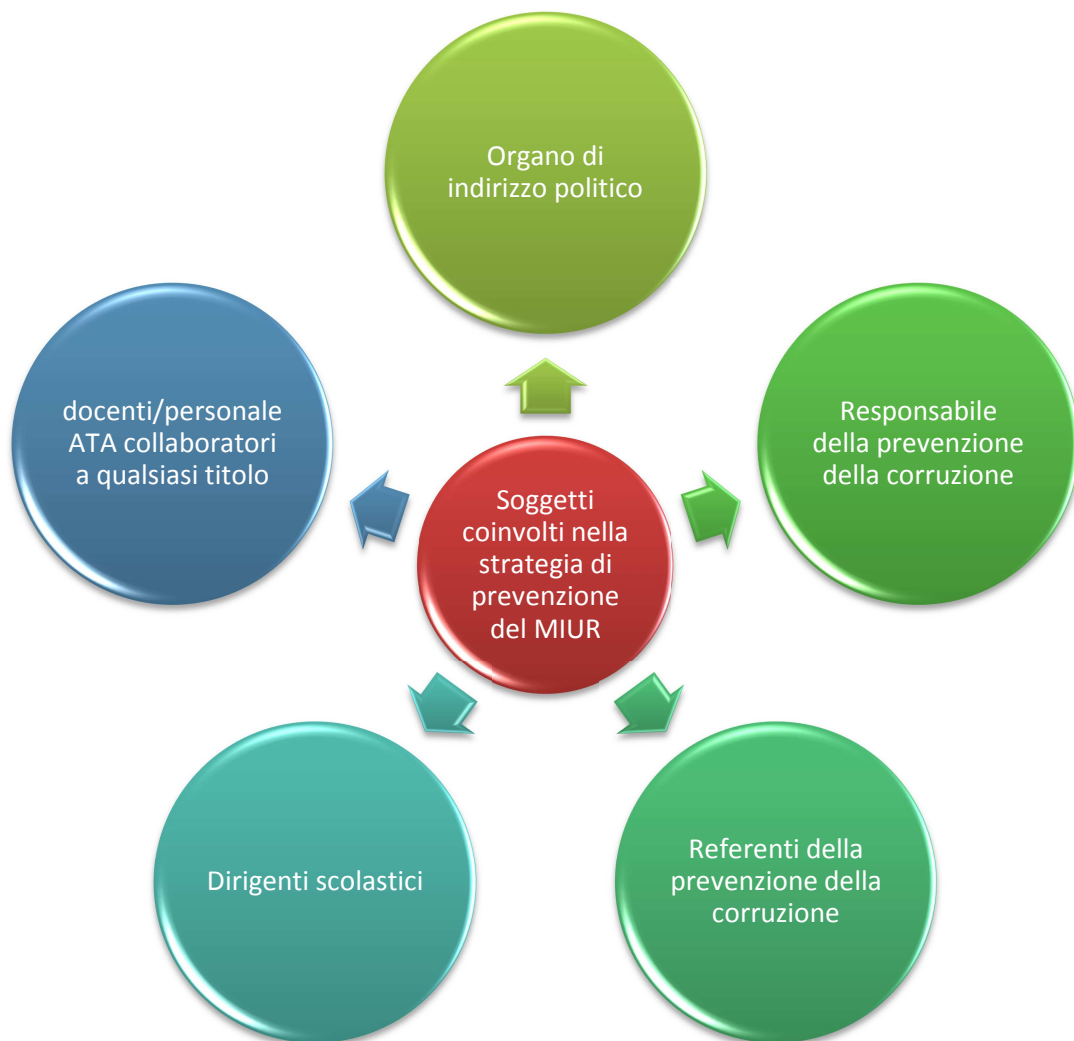 Organo di
indirizzo politico
docenti/personale
ATA collaboratori
a qualsiasi titolo
Responsabile
della prevenzione
della corruzione
Soggetti
coinvolti nella
strategia di
prevenzione
del MIUR
Dirigenti scolastici
Referenti della
prevenzione della
corruzione